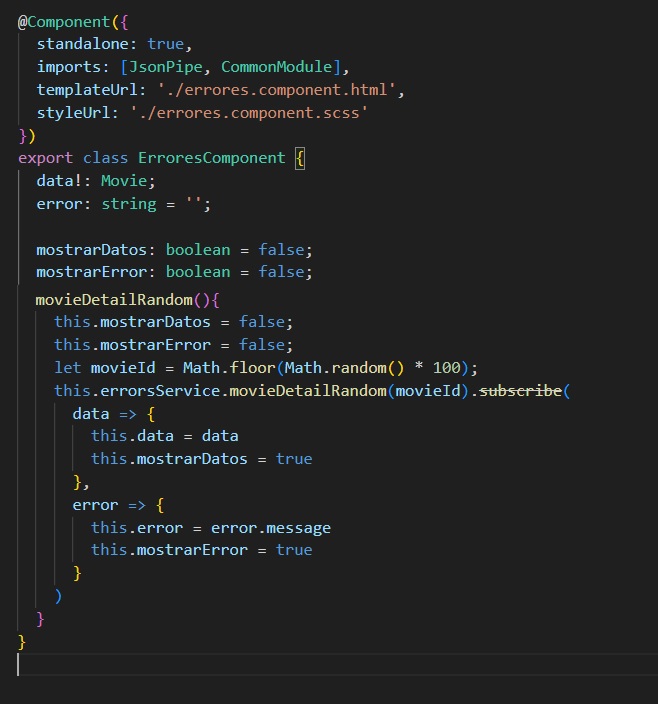 @Component({
  standalone: true,
  imports: [JsonPipe, CommonModule],
  templateUrl: './errores.component.html',
  styleUrl: './errores.component.scss'
})
export class ErroresComponent {
  data!: Movie;
  error: string = '';

  mostrarDatos: boolean = false;
  mostrarError: boolean = false;
  movieDetailRandom(){
    this.mostrarDatos = false;
    this.mostrarError = false;
    let movieId = Math.floor(Math.random() * 100);
    this.errorsService.movieDetailRandom(movieId).subscribe(
      data => {
        this.data = data
        this.mostrarDatos = true
      },
      error => {
        this.error = error.message
        this.mostrarError = true
      }
    )
  }
}